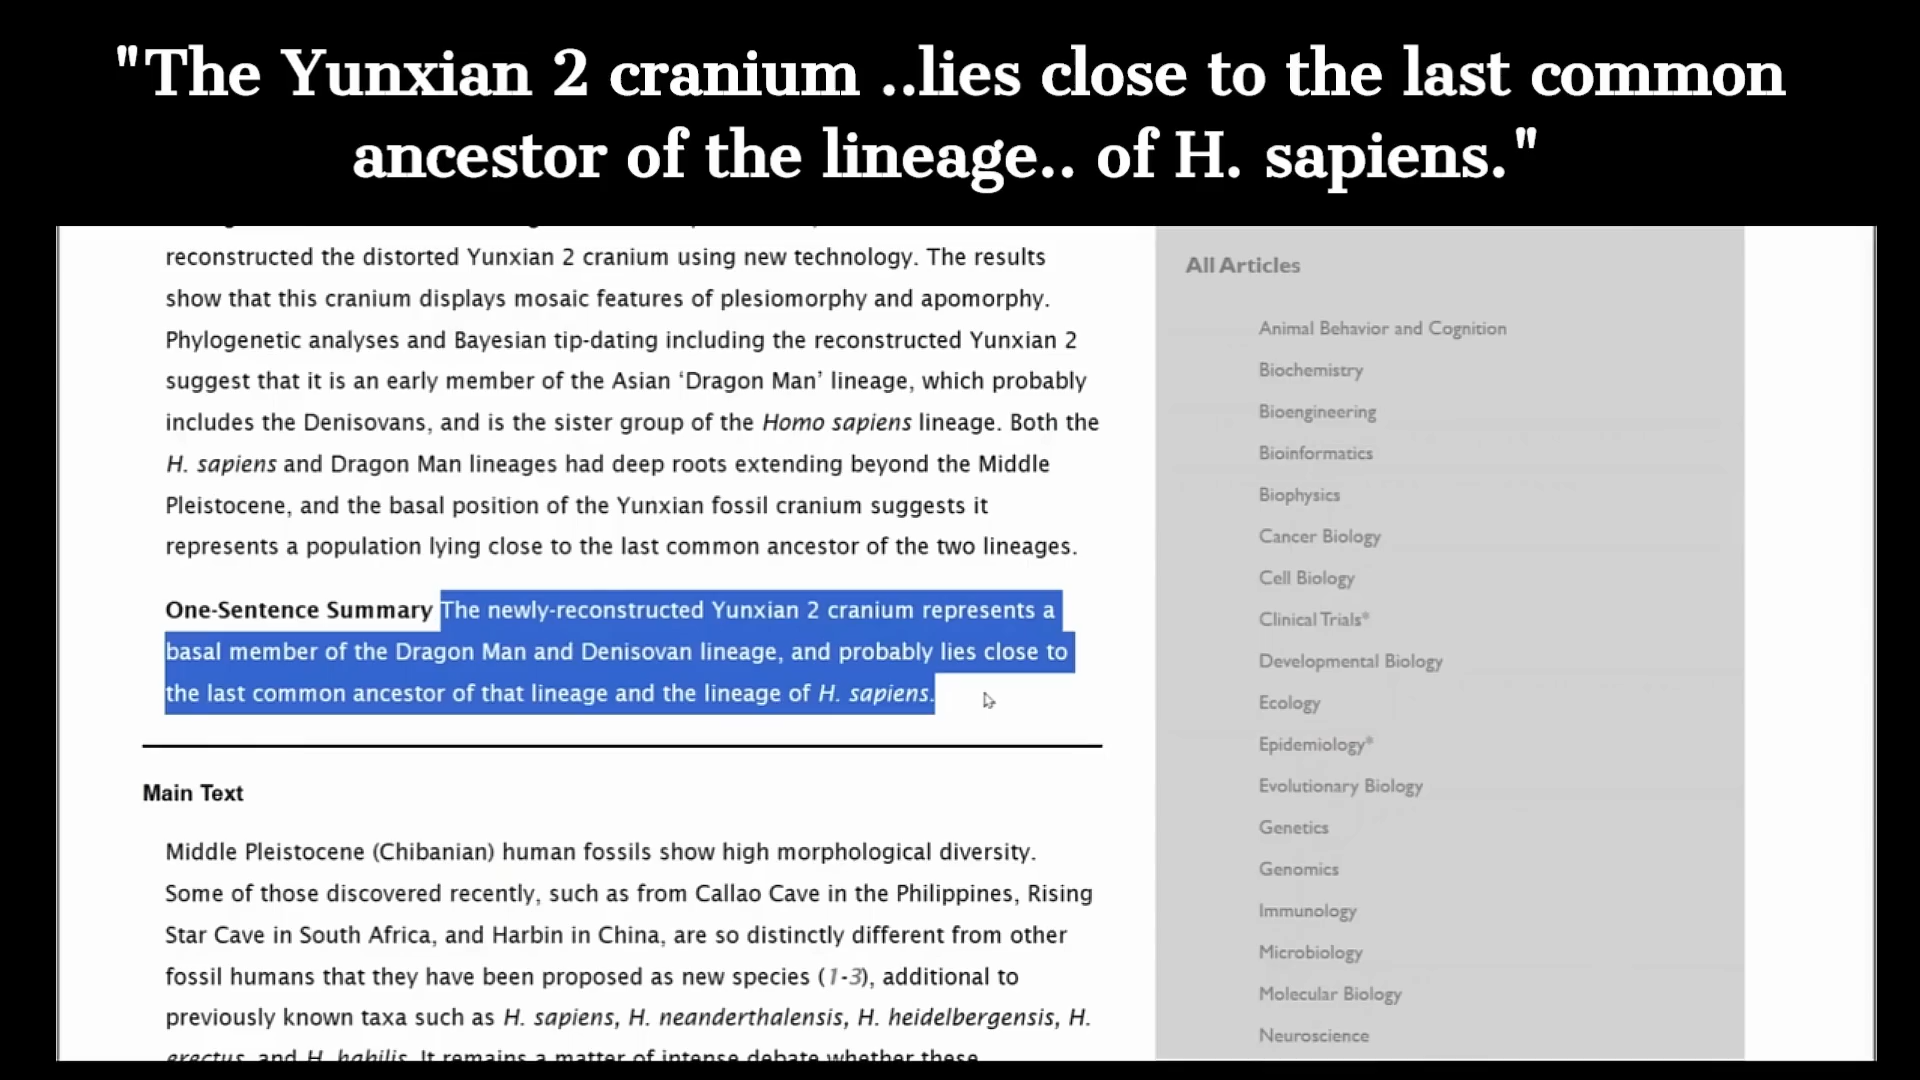 "The Yunxian 2 cranium ..lies close to the last common
ancestor of the lineage.. of H. sapiens."
reconstructed the distorted Yunxian 2 cranium using new technology. The results
show that this cranium displays mosaic features of plesiomorphy and apomorphy.
Phylogenetic analyses and Bayesian tip-dating including the reconstructed Yunxian 2
suggest that it is an early member of the Asian ‘Dragon Man’ lineage, which probably
includes the Denisovans, and is the sister group of the Homo sapiens lineage. Both the
H. sapiens and Dragon Man lineages had deep roots extending beyond the Middle
Pleistocene, and the basal position of the Yunxian fossil cranium suggests it
represents a population lying close to the last common ancestor of the two lineages.
One-Sentence Summary The newly-reconstructed Yunxian 2 cranium represents a
basal member of the Dragon Man and Denisovan lineage, and probably lies close to
the last common ancestor of that lineage and the lineage of H. sapiens.
Main Text
Middle Pleistocene (Chibanian) human fossils show high morphological diversity.
Some of those discovered recently, such as from Callao Cave in the Philippines, Rising
Star Cave in South Africa, and Harbin in China, are so distinctly different from other
fossil humans that they have been proposed as new species (1-3), additional to
previously known taxa such as H. sapiens, H. neanderthalensis, H. heidelbergensis, H.
erectus, and H. habilis. It remains a matter of intense debate whether these
All Articles
Animal Behavior and Cognition
Biochemistry
Bioengineering
Bioinformatics
Biophysics
Cancer Biology
Cell Biology
Clinical Trials*
Developmental Biology
Ecology
Epidemiology*
Evolutionary Biology
Genetics
Genomics
Immunology
Microbiology
Molecular Biology
Neuroscience